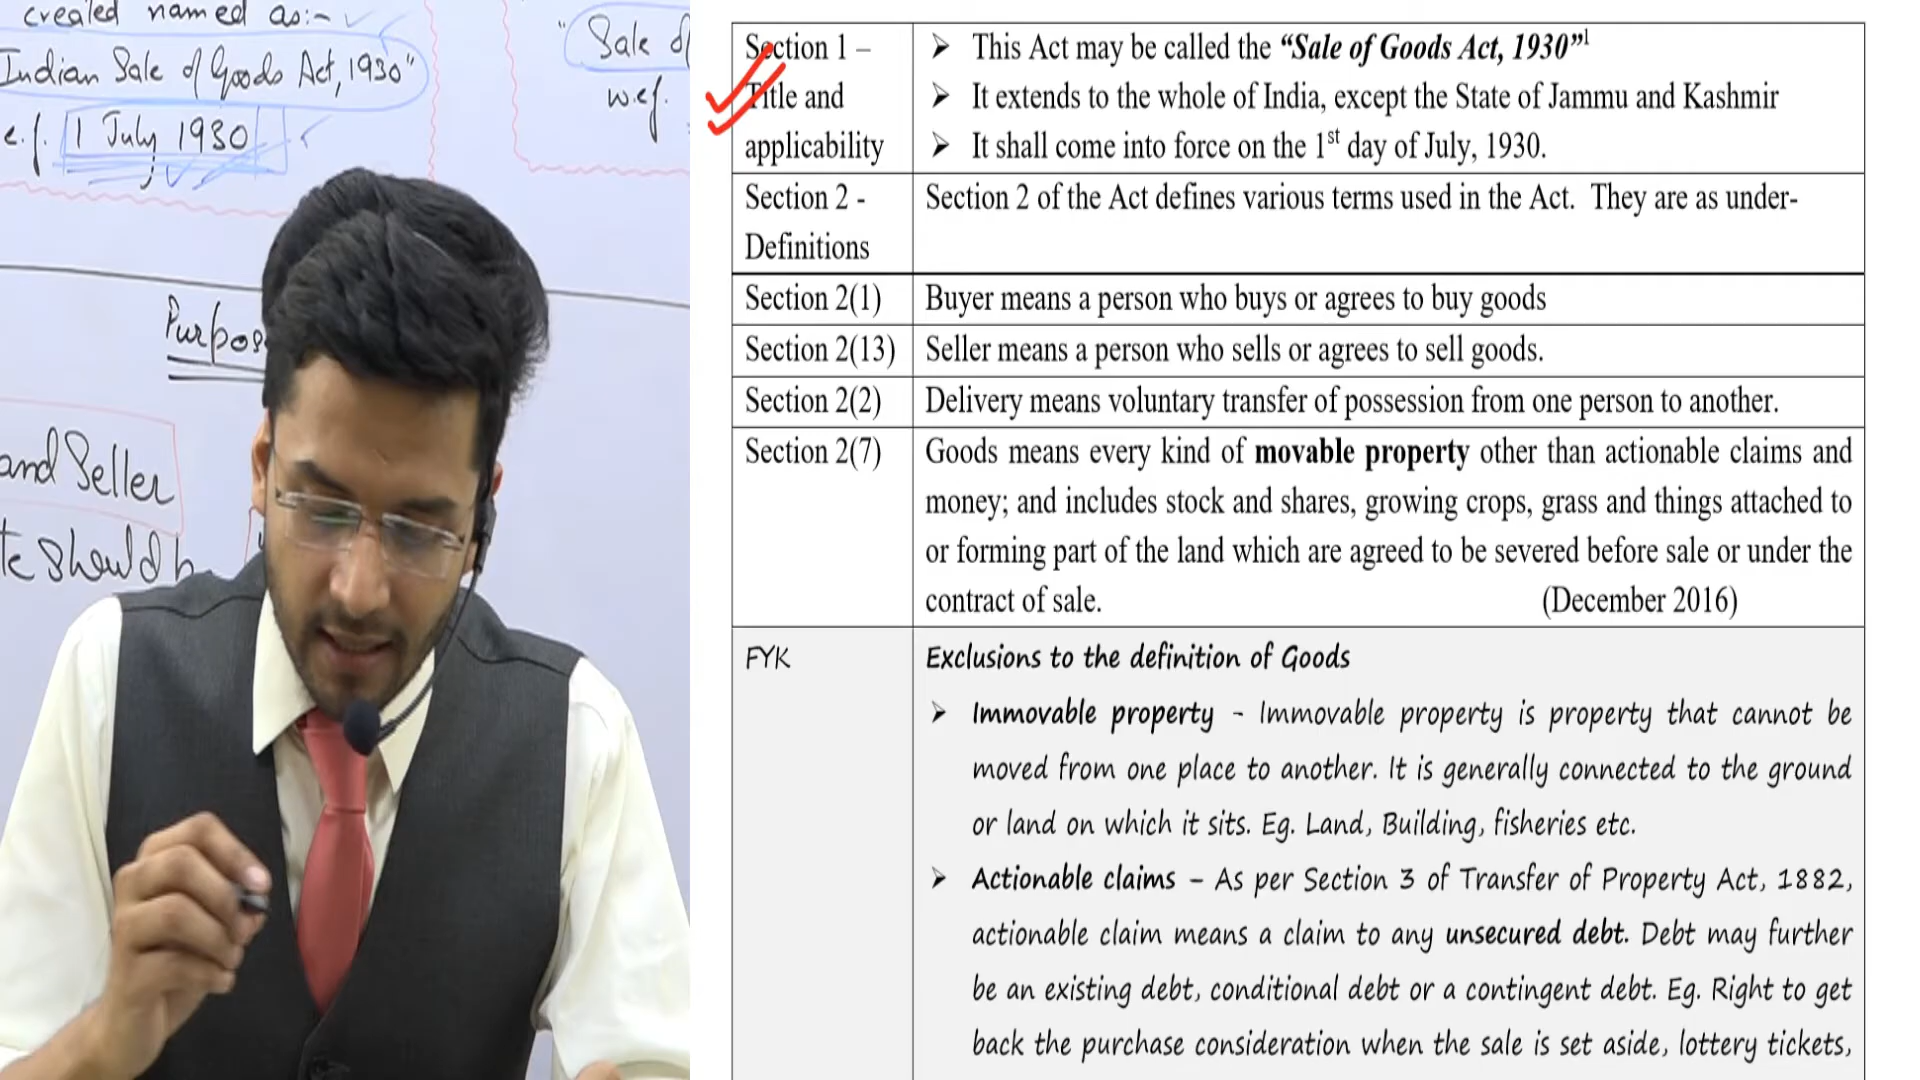 created named as:-
Indian Sale of Goods Act, 1930"
e.f. 1 July 1930
" Sale of
w.e.f.
Purpos
and Seller
te should b
Section 1 –
Title and
applicability
➤ This Act may be called the “Sale of Goods Act, 1930”1
➤ It extends to the whole of India, except the State of Jammu and Kashmir
➤ It shall come into force on the 1st day of July, 1930.
Section 2 -
Definitions
Section 2 of the Act defines various terms used in the Act. They are as under-
Section 2(1) Buyer means a person who buys or agrees to buy goods
Section 2(13) Seller means a person who sells or agrees to sell goods.
Section 2(2) Delivery means voluntary transfer of possession from one person to another.
Section 2(7) Goods means every kind of movable property other than actionable claims and
money; and includes stock and shares, growing crops, grass and things attached to
or forming part of the land which are agreed to be severed before sale or under the
contract of sale. (December 2016)
FYK Exclusions to the definition of Goods
➤ Immovable property - Immovable property is property that cannot be
moved from one place to another. It is generally connected to the ground
or land on which it sits. Eg. Land, Building, fisheries etc.
➤ Actionable claims – As per Section 3 of Transfer of Property Act, 1882,
actionable claim means a claim to any unsecured debt. Debt may further
be an existing debt, conditional debt or a contingent debt. Eg. Right to get
back the purchase consideration when the sale is set aside, lottery tickets,